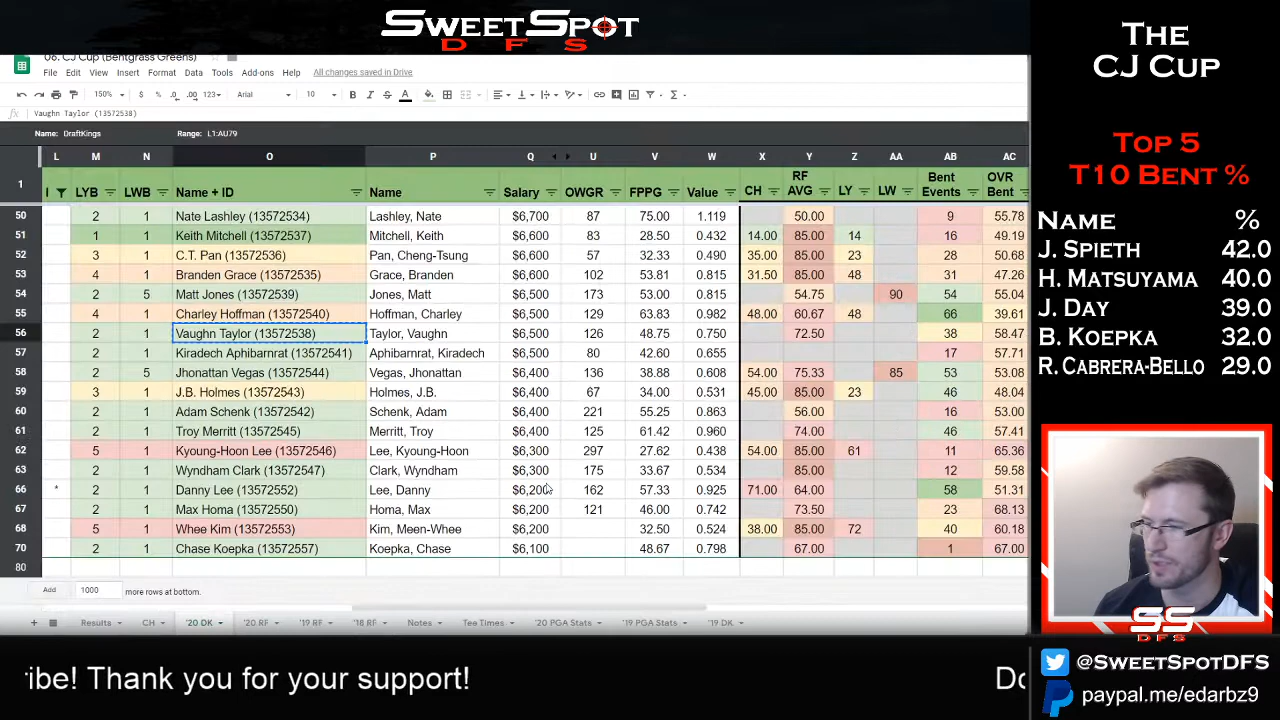 SWEETSPOT
DFS
06. CJ Cup (Bentgrass Greens)
File Edit View Insert Format Data Tools Add-ons Help All changes saved in Drive
150% $ % .0 .00 123 Arial 10 B I S A
fx Vaughn Taylor (13572538)
Name: DraftKings Range: L1:AU79
L M N O P Q U V W X Y Z AA AB AC
1 I LYB LWB Name + ID Name Salary OWGR FPPG Value CH RF AVG LY LW Bent Events OVR Bent
50 2 1 Nate Lashley (13572534) Lashley, Nate $6,700 87 75.00 1.119 50.00 9 55.78
51 1 1 Keith Mitchell (13572537) Mitchell, Keith $6,600 83 28.50 0.432 14.00 85.00 14 16 49.19
52 3 1 C.T. Pan (13572536) Pan, Cheng-Tsung $6,600 57 32.33 0.490 35.00 85.00 23 28 50.68
53 4 1 Branden Grace (13572535) Grace, Branden $6,600 102 53.81 0.815 31.50 85.00 48 31 47.26
54 2 5 Matt Jones (13572539) Jones, Matt $6,500 173 53.00 0.815 54.75 90 54 55.04
55 4 1 Charley Hoffman (13572540) Hoffman, Charley $6,500 129 63.83 0.982 48.00 60.67 48 66 39.61
56 2 1 Vaughn Taylor (13572538) Taylor, Vaughn $6,500 126 48.75 0.750 72.50 38 58.47
57 2 1 Kiradech Aphibarnrat (13572541) Aphibarnrat, Kiradech $6,500 80 42.60 0.655 17 57.71
58 2 5 Jhonattan Vegas (13572544) Vegas, Jhonattan $6,400 136 38.88 0.608 54.00 75.33 85 53 53.08
59 3 1 J.B. Holmes (13572543) Holmes, J.B. $6,400 67 34.00 0.531 45.00 85.00 23 46 48.04
60 2 1 Adam Schenk (13572542) Schenk, Adam $6,400 221 55.25 0.863 56.00 16 53.00
61 2 1 Troy Merritt (13572545) Merritt, Troy $6,400 125 61.42 0.960 74.00 46 57.41
62 5 1 Kyoung-Hoon Lee (13572546) Lee, Kyoung-Hoon $6,300 297 27.62 0.438 54.00 85.00 61 11 65.36
63 2 1 Wyndham Clark (13572547) Clark, Wyndham $6,300 175 33.67 0.534 85.00 12 59.58
66 * 2 1 Danny Lee (13572552) Lee, Danny $6,200 162 57.33 0.925 71.00 64.00 58 51.31
67 2 1 Max Homa (13572550) Homa, Max $6,200 121 46.00 0.742 73.50 23 68.13
68 5 1 Whee Kim (13572553) Kim, Meen-Whee $6,200 32.50 0.524 38.00 85.00 72 40 60.18
70 2 1 Chase Koepka (13572557) Koepka, Chase $6,100 48.67 0.798 67.00 1 67.00
80
Add 1000 more rows at bottom.
Results CH '20 DK '20 RF '19 RF '18 RF Notes Tee Times '20 PGA Stats '19 PGA Stats '19 DK
THE
CJ CUP
TOP 5
T10 BENT %
NAME %
J. SPIETH 42.0
H. MATSUYAMA 40.0
J. DAY 39.0
B. KOEPKA 32.0
R. CABRERA-BELLO 29.0
SS
DFS
@SWEETSPOTDFS
paypal.me/edarbz9
ibe! Thank you for your support! Do